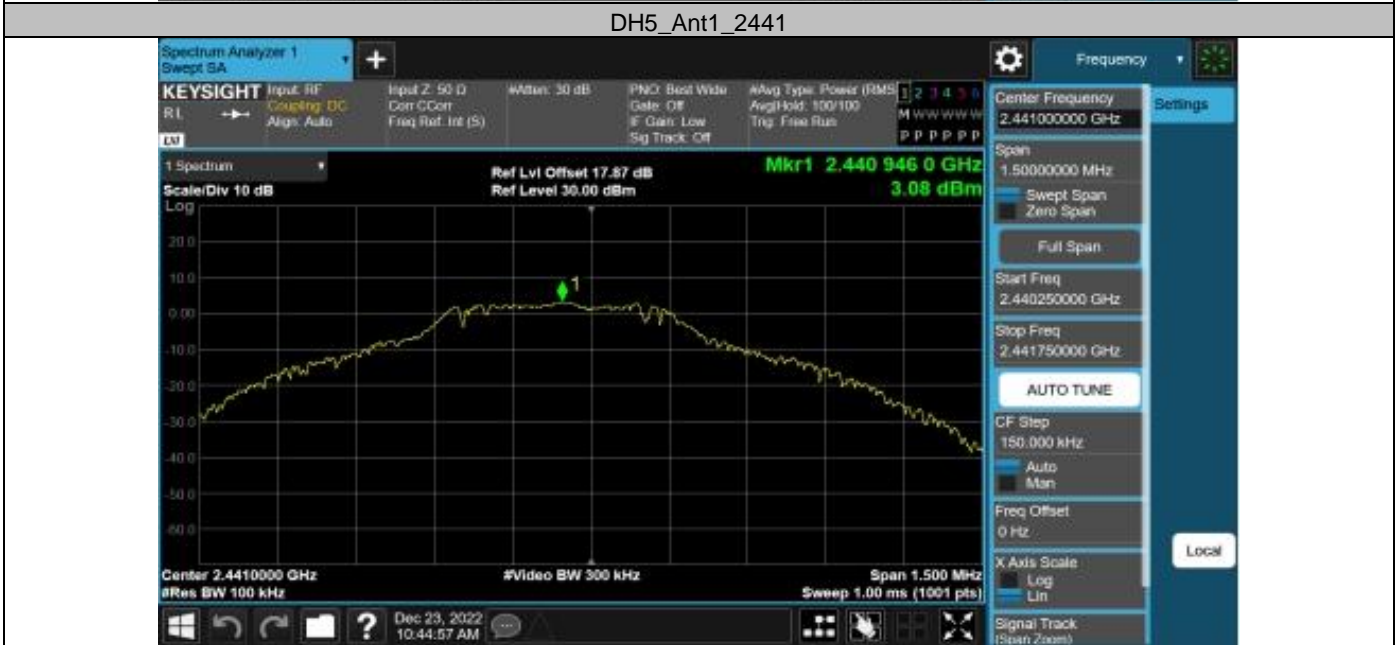 DH5_Ant1_2441
Spectrum Analyzer 1
Swept SA
+
Frequency
KEYSIGHT
Input: RF
Coupling: DC
Align: Auto
Input Z: 50 Ω
Corr CCorr
Freq Ref: Int (S)
#Atten: 30 dB
PNO: Best Wide
Gate: Off
IF Gain: Low
Sig Track: Off
#Avg Type: Power (RMS
Avg|Hold: 100/100
Trig: Free Run
1 2 3 4 5 6
M W W W W W
P P P P P P
RL
LXI
1 Spectrum
Scale/Div 10 dB
Log
Ref Lvl Offset 17.87 dB
Ref Level 30.00 dBm
Mkr1 2.440 946 0 GHz
3.08 dBm
1
20.0
10.0
0.00
-10.0
-20.0
-30.0
-40.0
-50.0
-60.0
Center 2.4410000 GHz
#Res BW 100 kHz
#Video BW 300 kHz
Span 1.500 MHz
Sweep 1.00 ms (1001 pts)
Center Frequency
2.441000000 GHz
Settings
Span
1.50000000 MHz
Swept Span
Zero Span
Full Span
Start Freq
2.440250000 GHz
Stop Freq
2.441750000 GHz
AUTO TUNE
CF Step
150.000 kHz
Auto
Man
Freq Offset
0 Hz
Local
X Axis Scale
Log
Lin
Signal Track
(Span Zoom)
?
Dec 23, 2022
10:44:57 AM